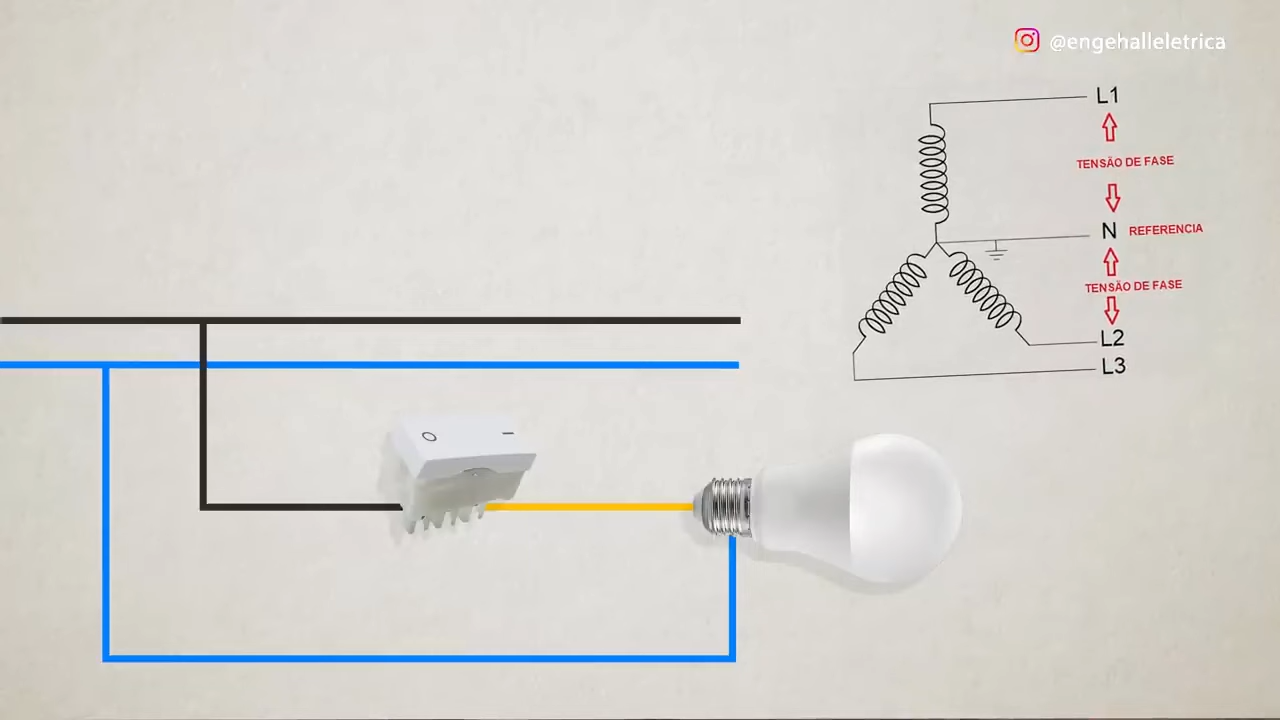 @engehalleletrica
L1
TENSÃO DE FASE
N REFERENCIA
TENSÃO DE FASE
L2
L3